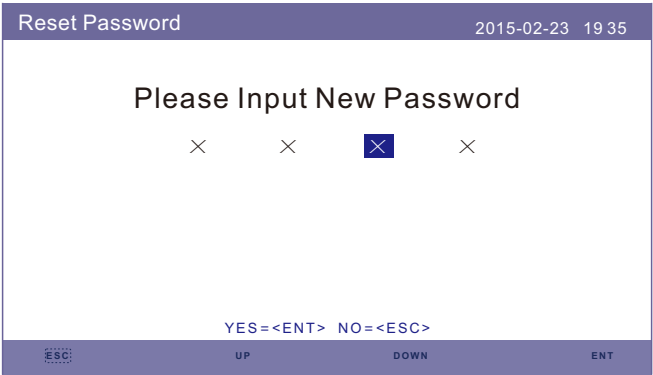 Reset Password 2015-02-23 19 35
Please Input New Password
X X X X
YES=<ENT> NO=<ESC>
ESC UP DOWN ENT